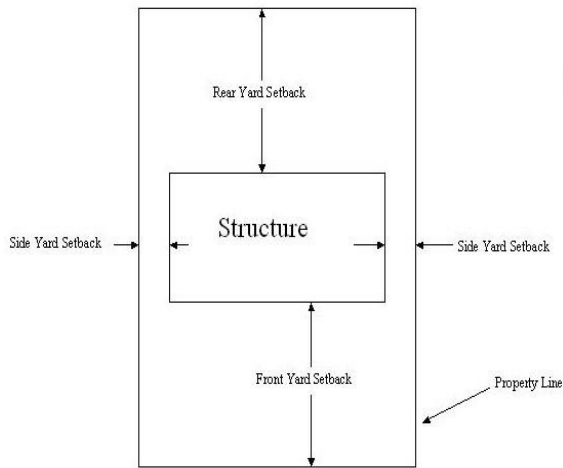 Rear Yard Setback
Structure
Side Yard Setback
Side Yard Setback
Front Yard Setback
Property Line